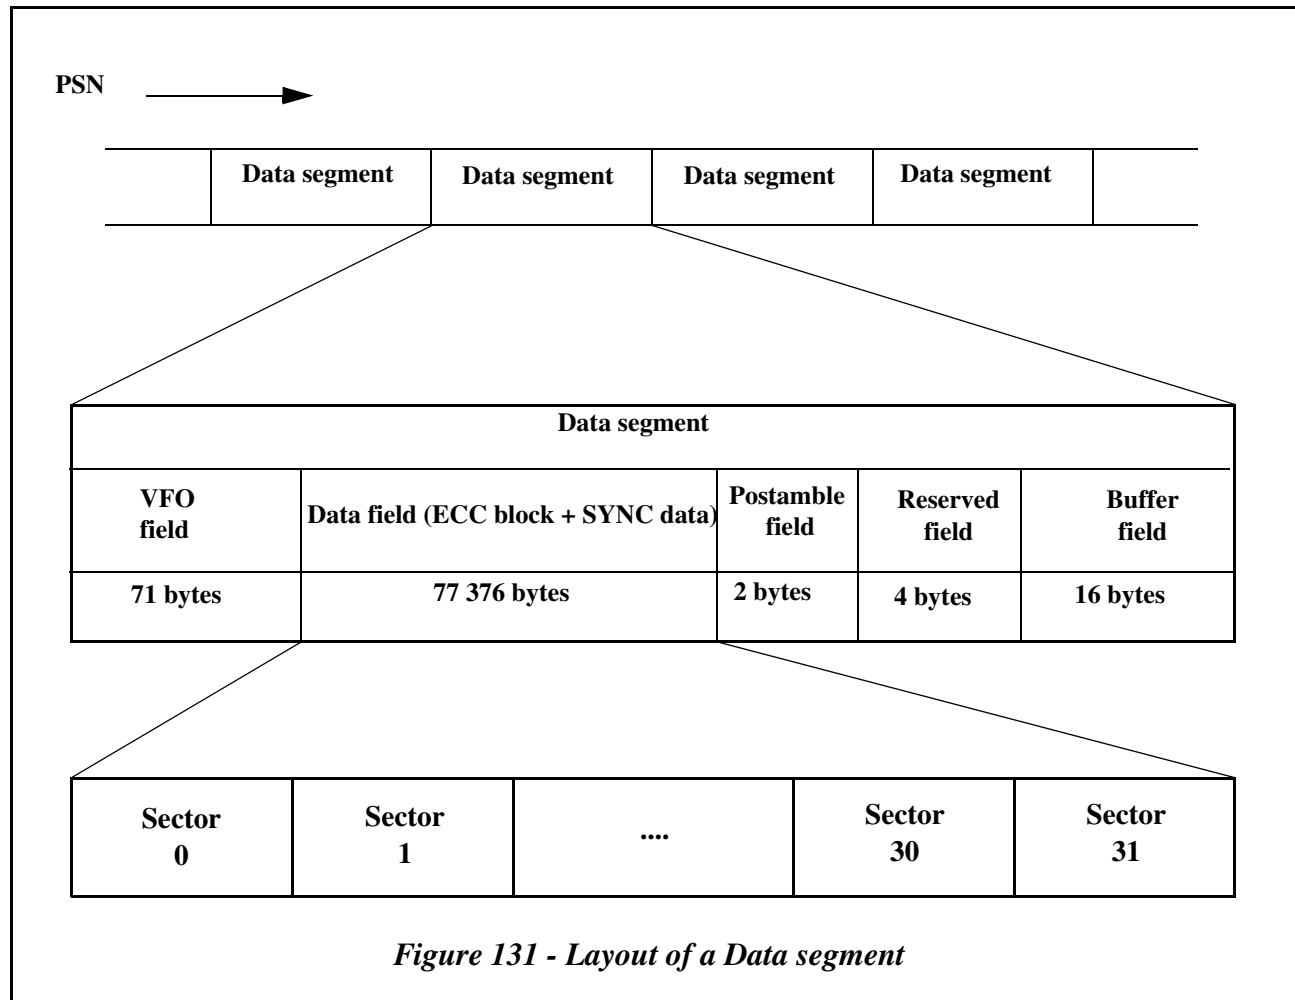 PSN
Data segment Data segment Data segment Data segment
Data segment
VFO
field
Data field (ECC block + SYNC data)
Postamble
field
Reserved
field
Buffer
field
71 bytes 77 376 bytes 2 bytes 4 bytes 16 bytes
Sector
0
Sector
1
....
Sector
30
Sector
31
Figure 131 - Layout of a Data segment